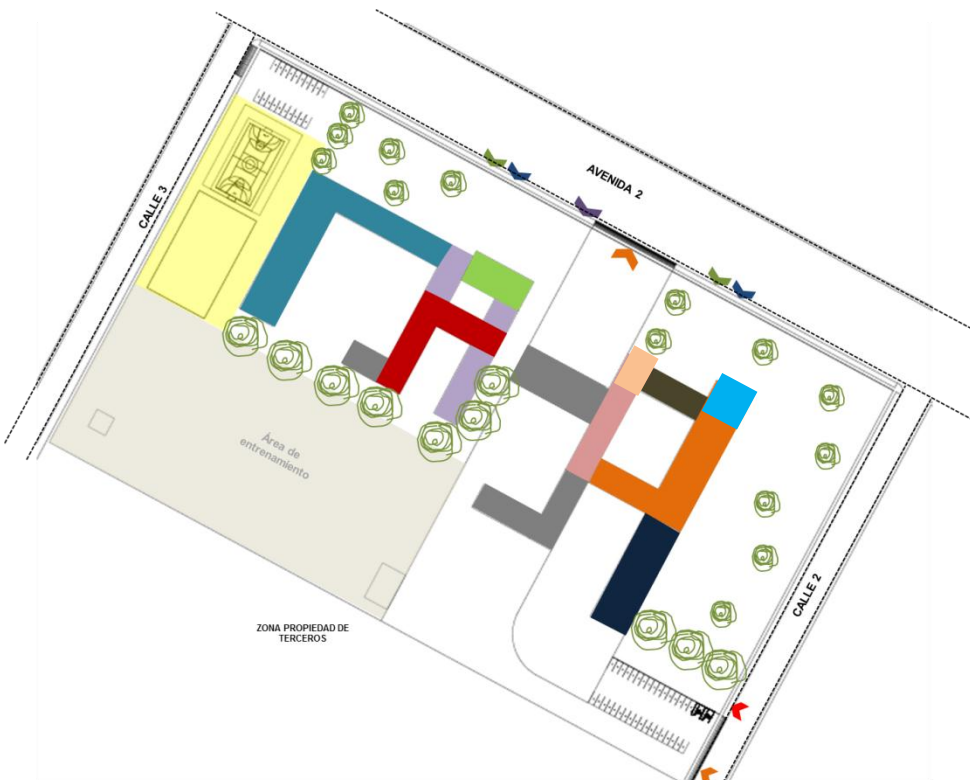 AVENIDA 2
CALLE 3
Área de
entrenamiento
CALLE 2
ZONA PROPIEDAD DE
TERCEROS